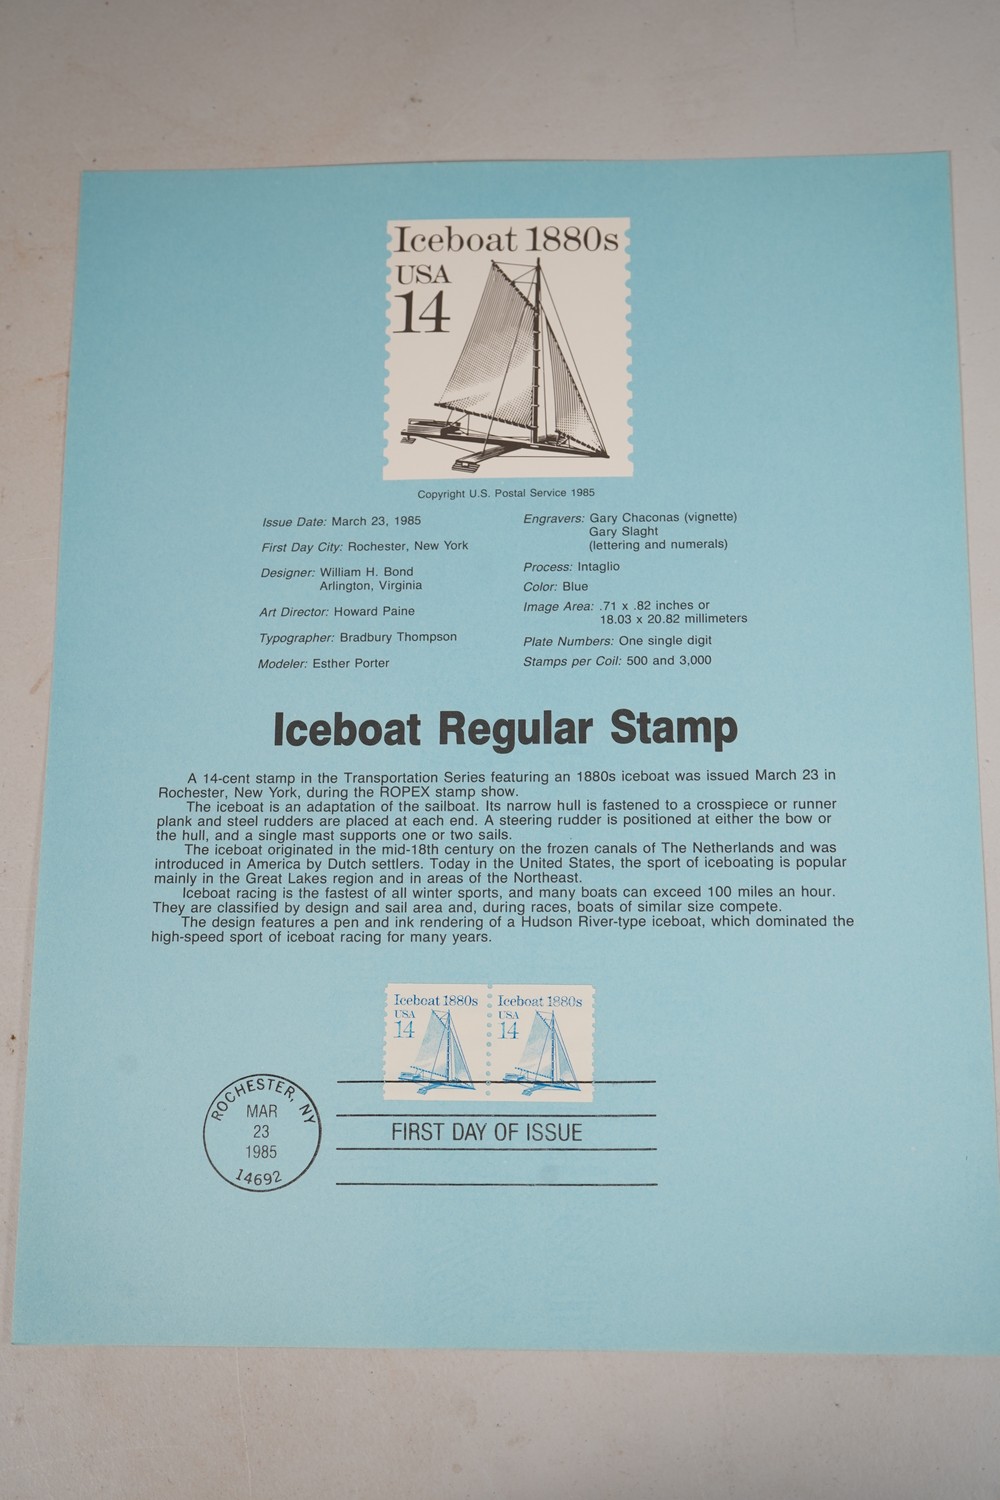 Iceboat 1880s
USA
14
Copyright U.S. Postal Service 1985
Issue Date: March 23, 1985
First Day City: Rochester, New York
Designer: William H. Bond
Arlington, Virginia
Art Director: Howard Paine
Typographer: Bradbury Thompson
Modeler: Esther Porter
Engravers: Gary Chaconas (vignette)
Gary Slaght
(lettering and numerals)
Process: Intaglio
Color: Blue
Image Area: .71 x .82 inches or
18.03 x 20.82 millimeters
Plate Numbers: One single digit
Stamps per Coil: 500 and 3,000
Iceboat Regular Stamp
A 14-cent stamp in the Transportation Series featuring an 1880s iceboat was issued March 23 in
Rochester, New York, during the ROPEX stamp show.
The iceboat is an adaptation of the sailboat. Its narrow hull is fastened to a crosspiece or runner
plank and steel rudders are placed at each end. A steering rudder is positioned at either the bow or
the hull, and a single mast supports one or two sails.
The iceboat originated in the mid-18th century on the frozen canals of The Netherlands and was
introduced in America by Dutch settlers. Today in the United States, the sport of iceboating is popular
mainly in the Great Lakes region and in areas of the Northeast.
Iceboat racing is the fastest of all winter sports, and many boats can exceed 100 miles an hour.
They are classified by design and sail area and, during races, boats of similar size compete.
The design features a pen and ink rendering of a Hudson River-type iceboat, which dominated the
high-speed sport of iceboat racing for many years.
Iceboat 1880s
USA
14
Iceboat 1880s
USA
14
ROCHESTER, NY
MAR
23
1985
14692
FIRST DAY OF ISSUE